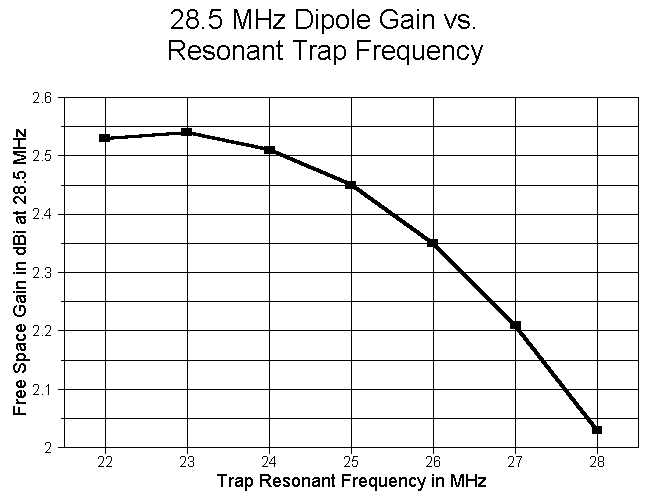 28.5 MHz Dipole Gain vs.
Resonant Trap Frequency
Free Space Gain in dBi at 28.5 MHz
2.6
2.5
2.4
2.3
2.2
2.1
2
22 23 24 25 26 27 28
Trap Resonant Frequency in MHz